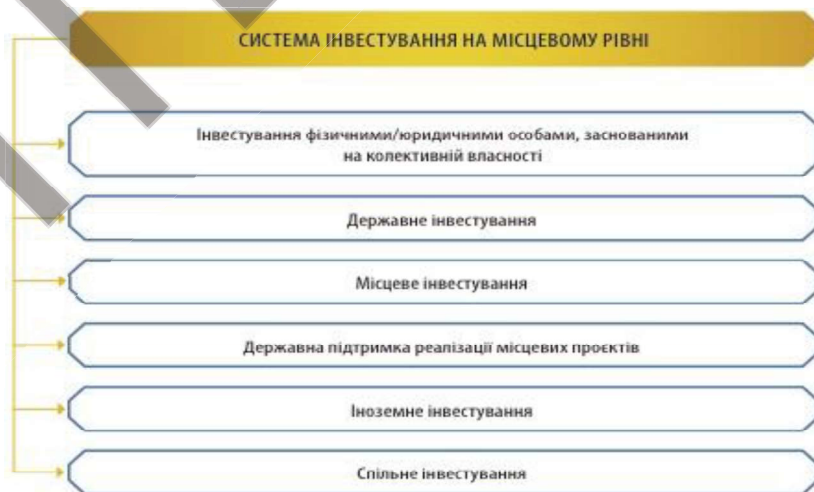 СИСТЕМА ІНВЕСТУВАННЯ НА МІСЦЕВОМУ РІВНІ
Інвестування фізичними/юридичними особами, заснованими
на колективній власності
Державне інвестування
Місцеве інвестування
Державна підтримка реалізації місцевих проєктів
Іноземне інвестування
Спільне інвестування